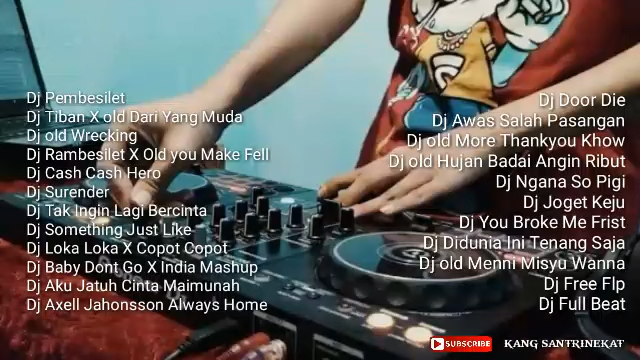 Dj Pembesilet
Dj Tiban X old Dari Yang Muda
Dj old Wrecking
Dj Rambesilet X Old you Make Fell
Dj Cash Cash Hero
Dj Surender
Dj Tak Ingin Lagi Bercinta
Dj Something Just Like
Dj Loka Loka X Copot Copot
Dj Baby Dont Go X India Mashup
Dj Aku Jatuh Cinta Maimunah
Dj Axell Jahonsson Always Home
Dj Door Die
Dj Awas Salah Pasangan
Dj old More Thankyou Khow
Dj old Hujan Badai Angin Ribut
Dj Ngana So Pigi
Dj Joget Keju
Dj You Broke Me Frist
Dj Didunia Ini Tenang Saja
Dj old Menni Misyu Wanna
Dj Free Flp
Dj Full Beat
SUBSCRIBE
KANG SANTRINEKAT